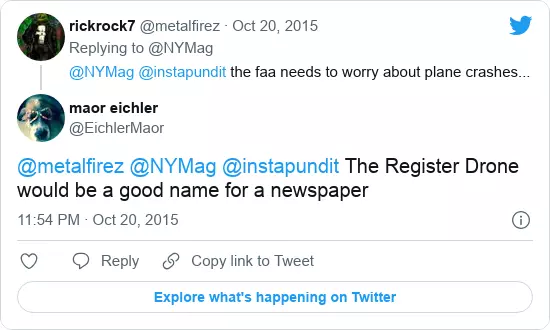 rickrock7 @metalfirez · Oct 20, 2015
Replying to @NYMag
@NYMag @instapundit the faa needs to worry about plane crashes...
maor eichler
@EichlerMaor
@metalfirez @NYMag @instapundit The Register Drone
would be a good name for a newspaper
11:54 PM · Oct 20, 2015
Reply Copy link to Tweet
Explore what's happening on Twitter